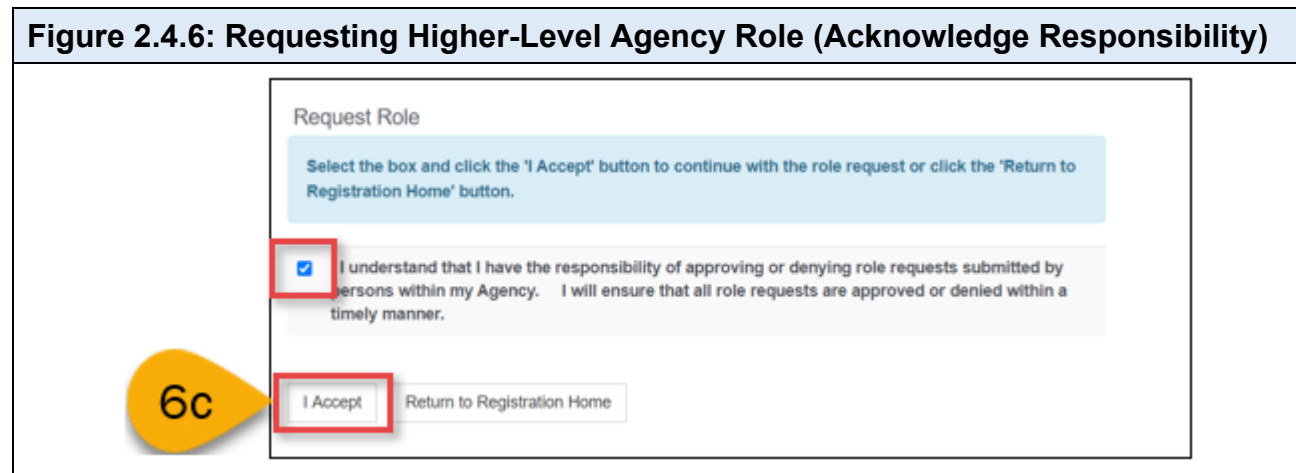 Figure 2.4.6: Requesting Higher-Level Agency Role (Acknowledge Responsibility)
Request Role
Select the box and click the 'I Accept' button to continue with the role request or click the 'Return to
Registration Home' button.
I understand that I have the responsibility of approving or denying role requests submitted by
persons within my Agency. I will ensure that all role requests are approved or denied within a
timely manner.
6c
I Accept
Return to Registration Home